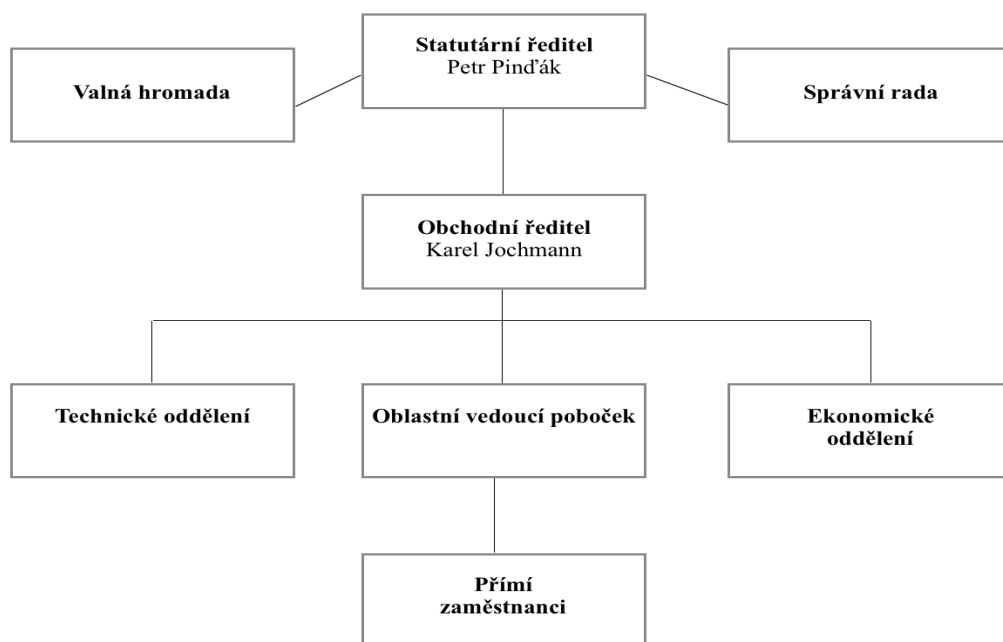 Statutární ředitel
Petr Pinďák
Valná hromada
Správní rada
Obchodní ředitel
Karel Jochmann
Technické oddělení
Oblastní vedoucí poboček
Ekonomické
oddělení
Přímí
zaměstnanci